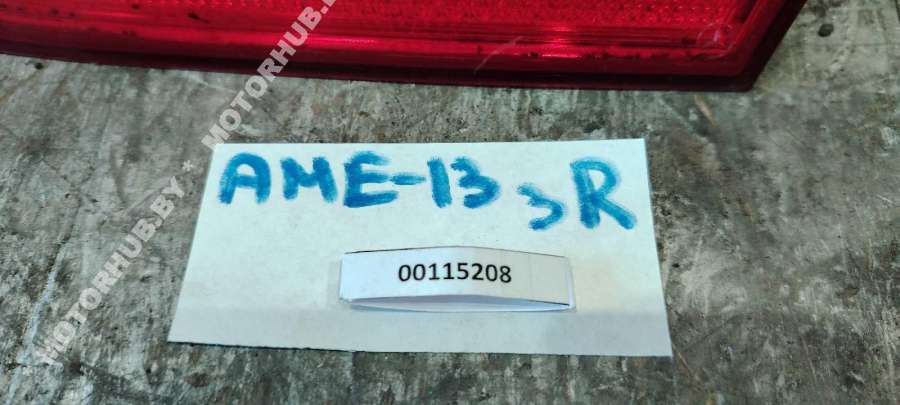 MOTORHUB.BY * MOTORHUB.BY
AME-13 зR
00115208